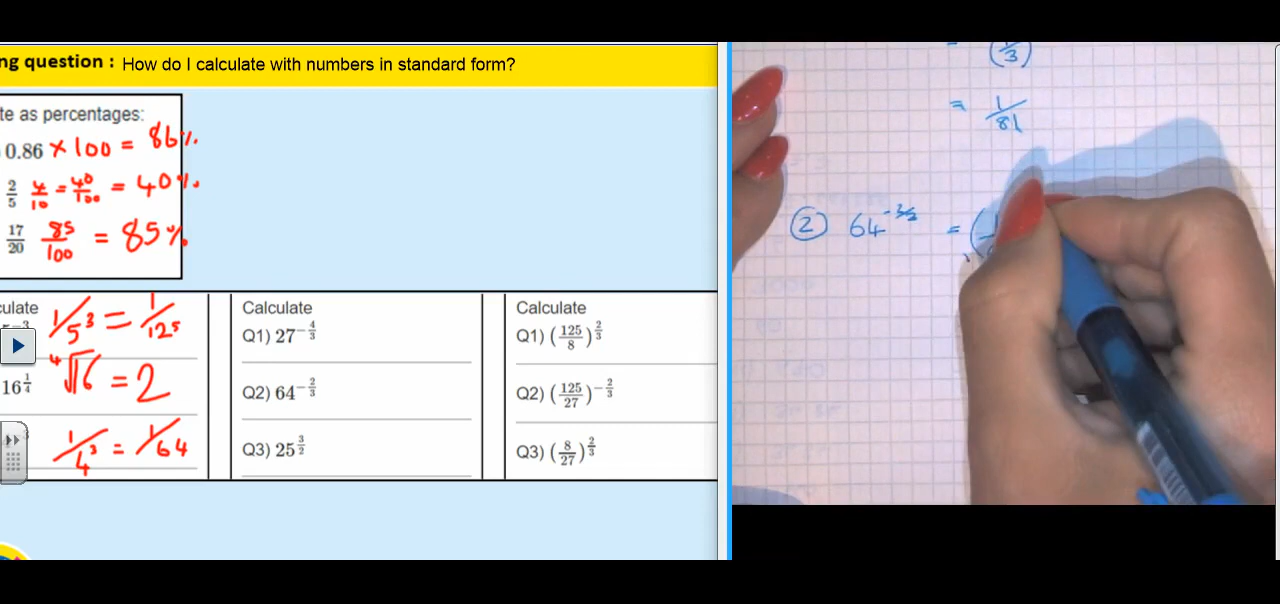 ng question : How do I calculate with numbers in standard form?
te as percentages:
0.86 × 100 = 86%
2/5 4/10 = 40/100 = 40%
17/20 85/100 = 85%
culate
1/5³ = 1/125
16^(1/4) ⁴√16 = 2
1/4³ = 1/64
Calculate
Q1) 27^(-4/3)
Q2) 64^(-2/3)
Q3) 25^(3/2)
Calculate
Q1) (125/8)^(2/3)
Q2) (125/27)^(-2/3)
Q3) (8/27)^(2/3)
= 1/81
② 64 = (